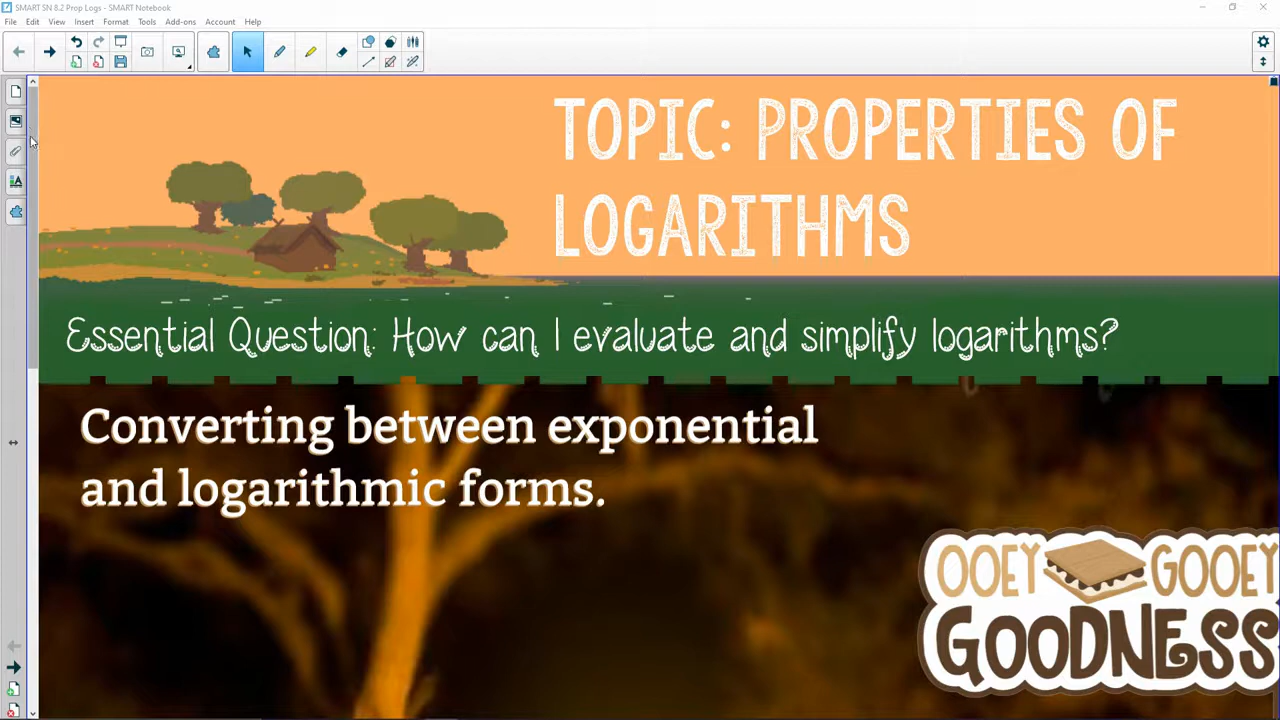 SMART SN 8.2 Prop Logs - SMART Notebook
File Edit View Insert Format Tools Add-ons Account Help
TOPIC: PROPERTIES OF
LOGARITHMS
Essential Question: How can I evaluate and simplify logarithms?
Converting between exponential
and logarithmic forms.
OOEY GOOEY
GOODNESS